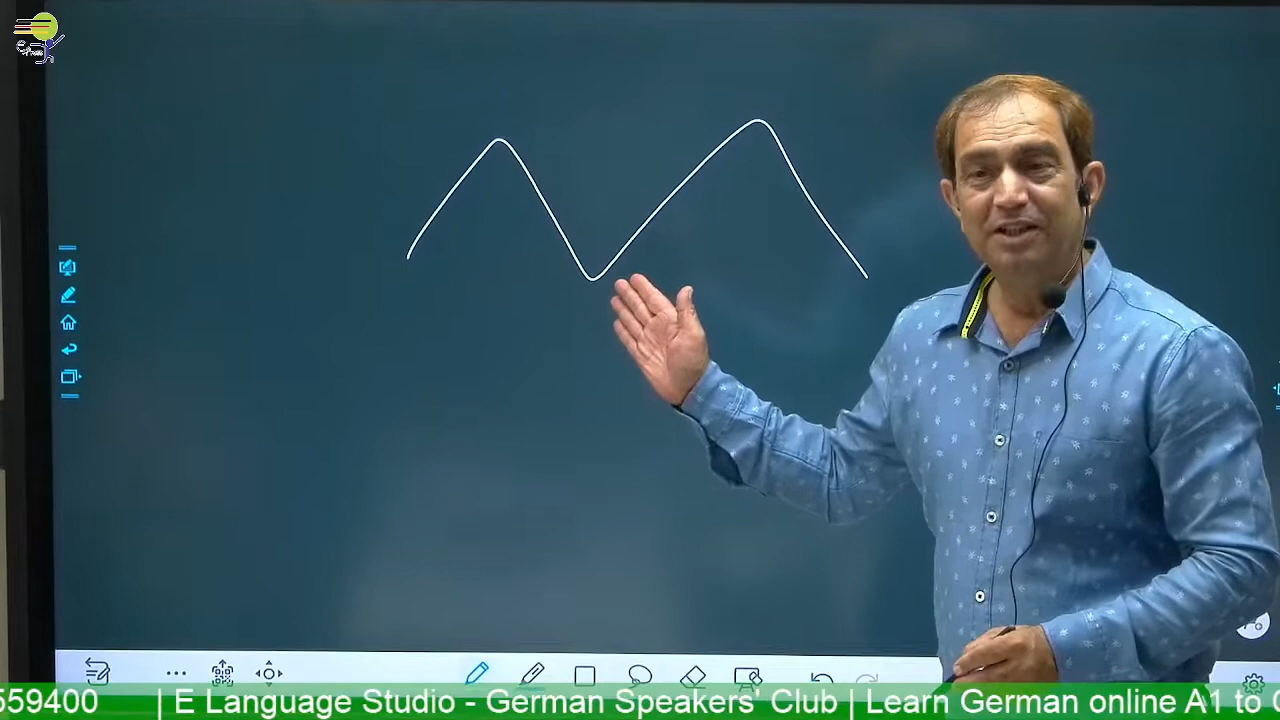 559400 | E Language Studio - German Speakers' Club | Learn German online A1 to